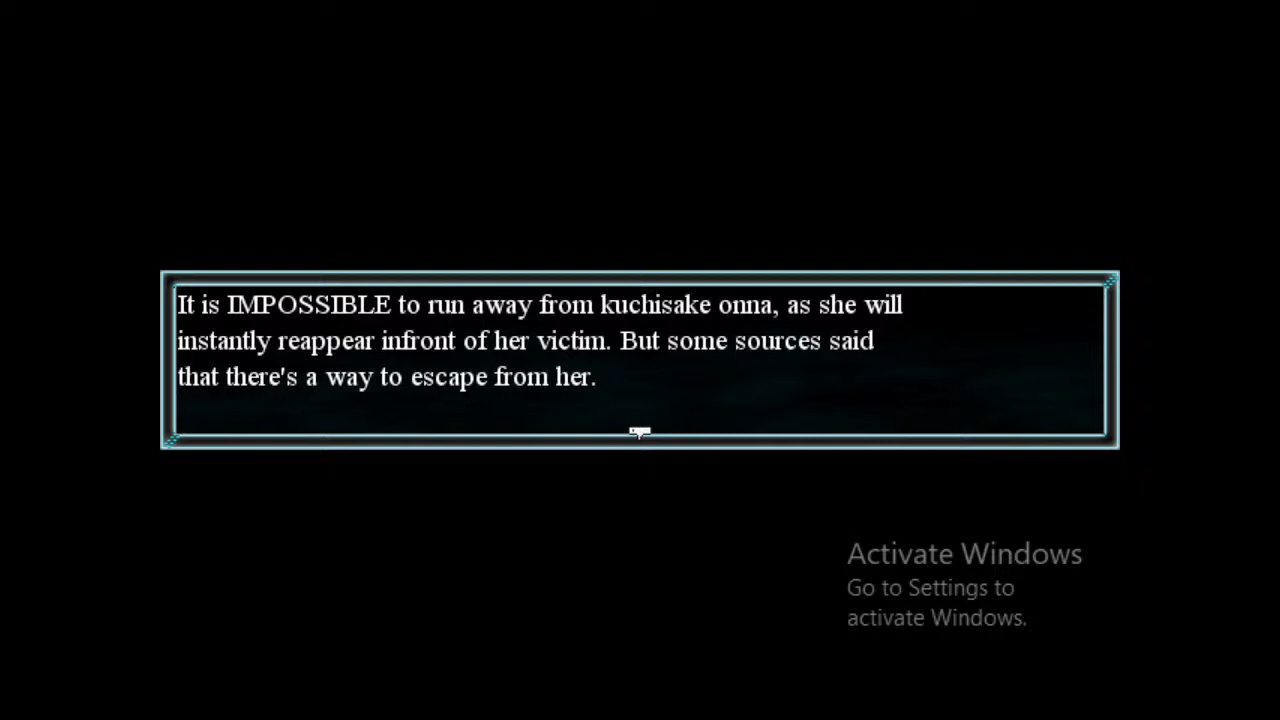 It is IMPOSSIBLE to run away from kuchisake onna, as she will
instantly reappear infront of her victim. But some sources said
that there's a way to escape from her.
Activate Windows
Go to Settings to
activate Windows.